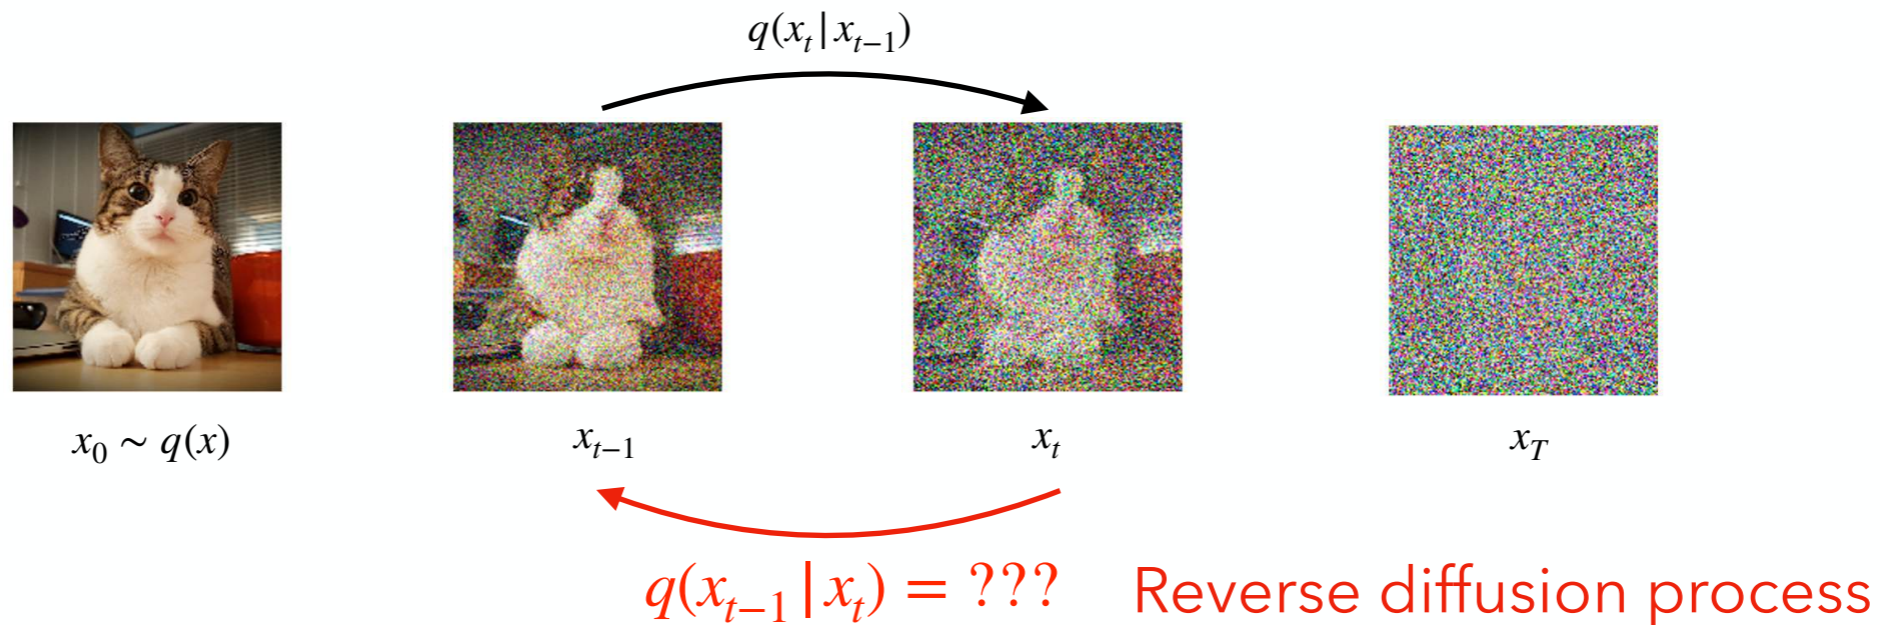 q(x_t | x_{t−1})
x_0 ∼ q(x)
x_{t−1}
x_t
x_T
q(x_{t−1} | x_t) = ??? Reverse diffusion process